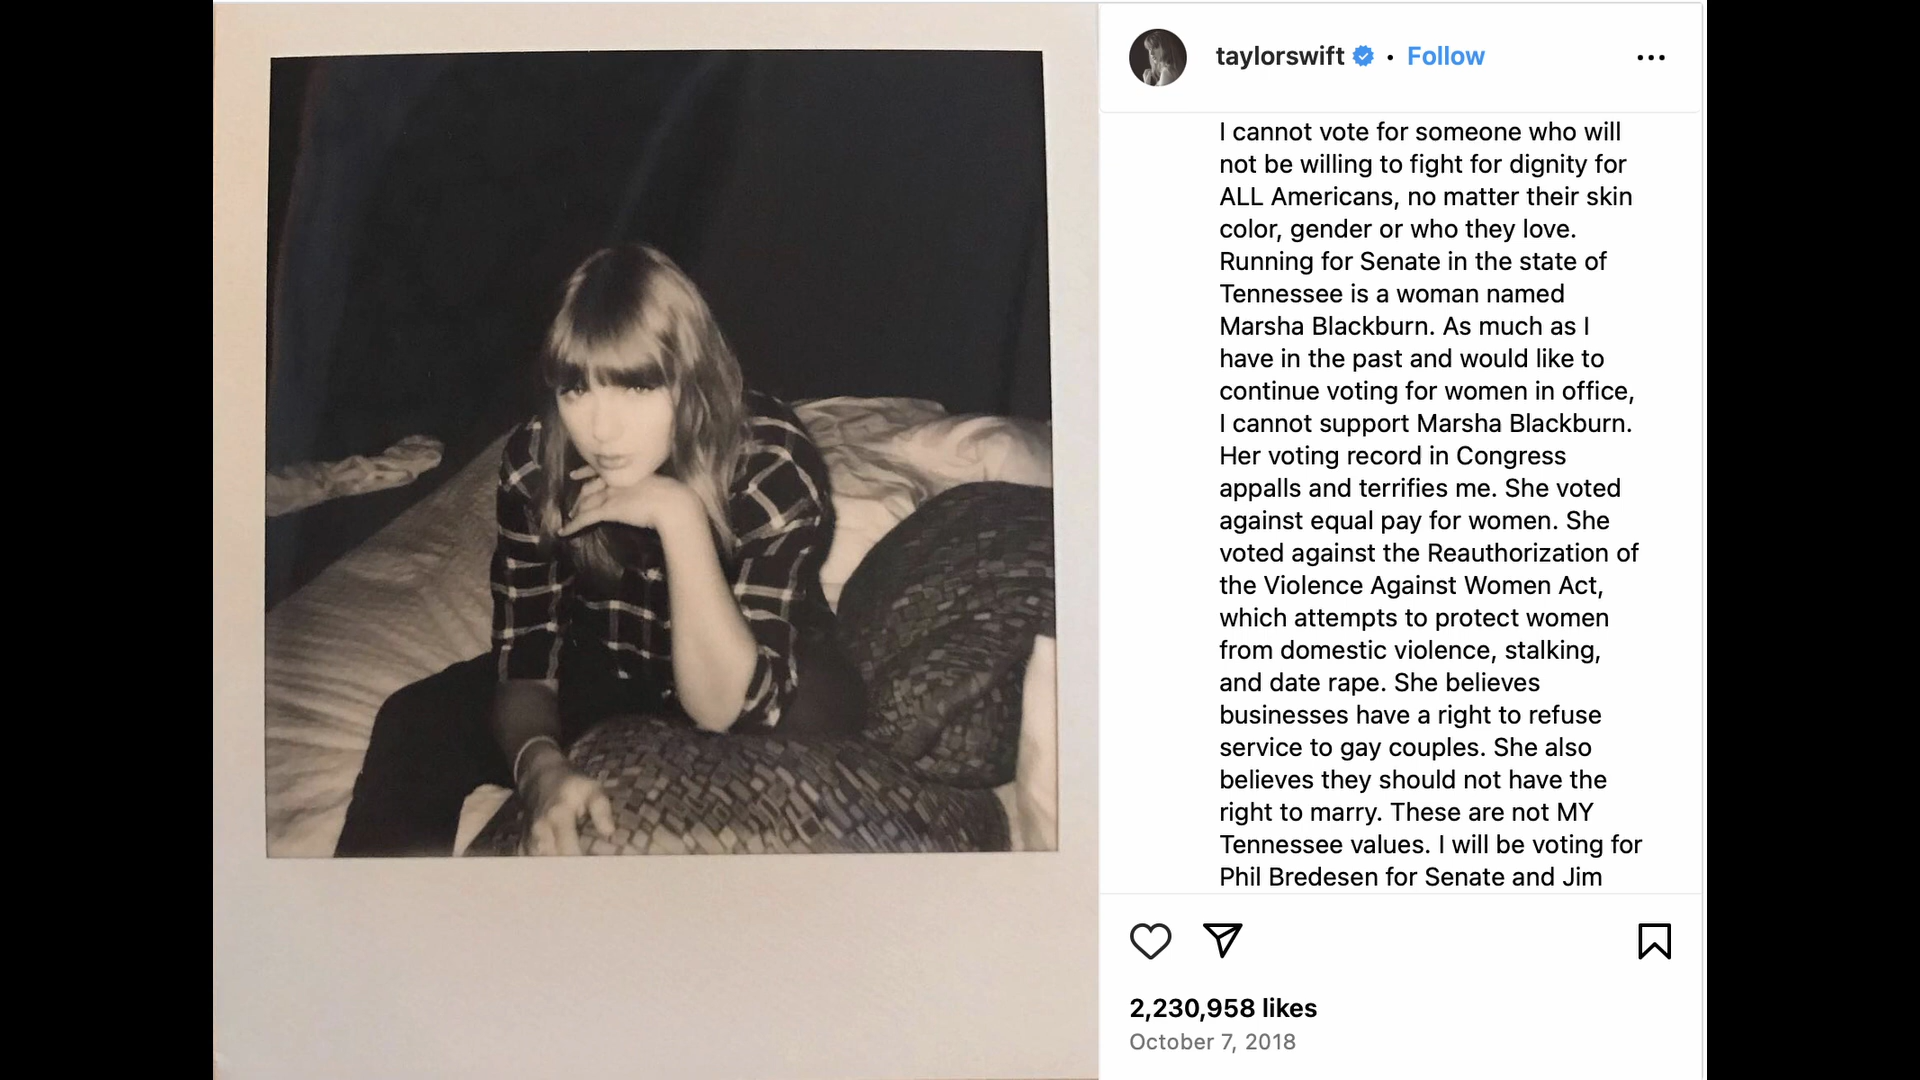 taylorswift • Follow
I cannot vote for someone who will
not be willing to fight for dignity for
ALL Americans, no matter their skin
color, gender or who they love.
Running for Senate in the state of
Tennessee is a woman named
Marsha Blackburn. As much as I
have in the past and would like to
continue voting for women in office,
I cannot support Marsha Blackburn.
Her voting record in Congress
appalls and terrifies me. She voted
against equal pay for women. She
voted against the Reauthorization of
the Violence Against Women Act,
which attempts to protect women
from domestic violence, stalking,
and date rape. She believes
businesses have a right to refuse
service to gay couples. She also
believes they should not have the
right to marry. These are not MY
Tennessee values. I will be voting for
Phil Bredesen for Senate and Jim
2,230,958 likes
October 7, 2018